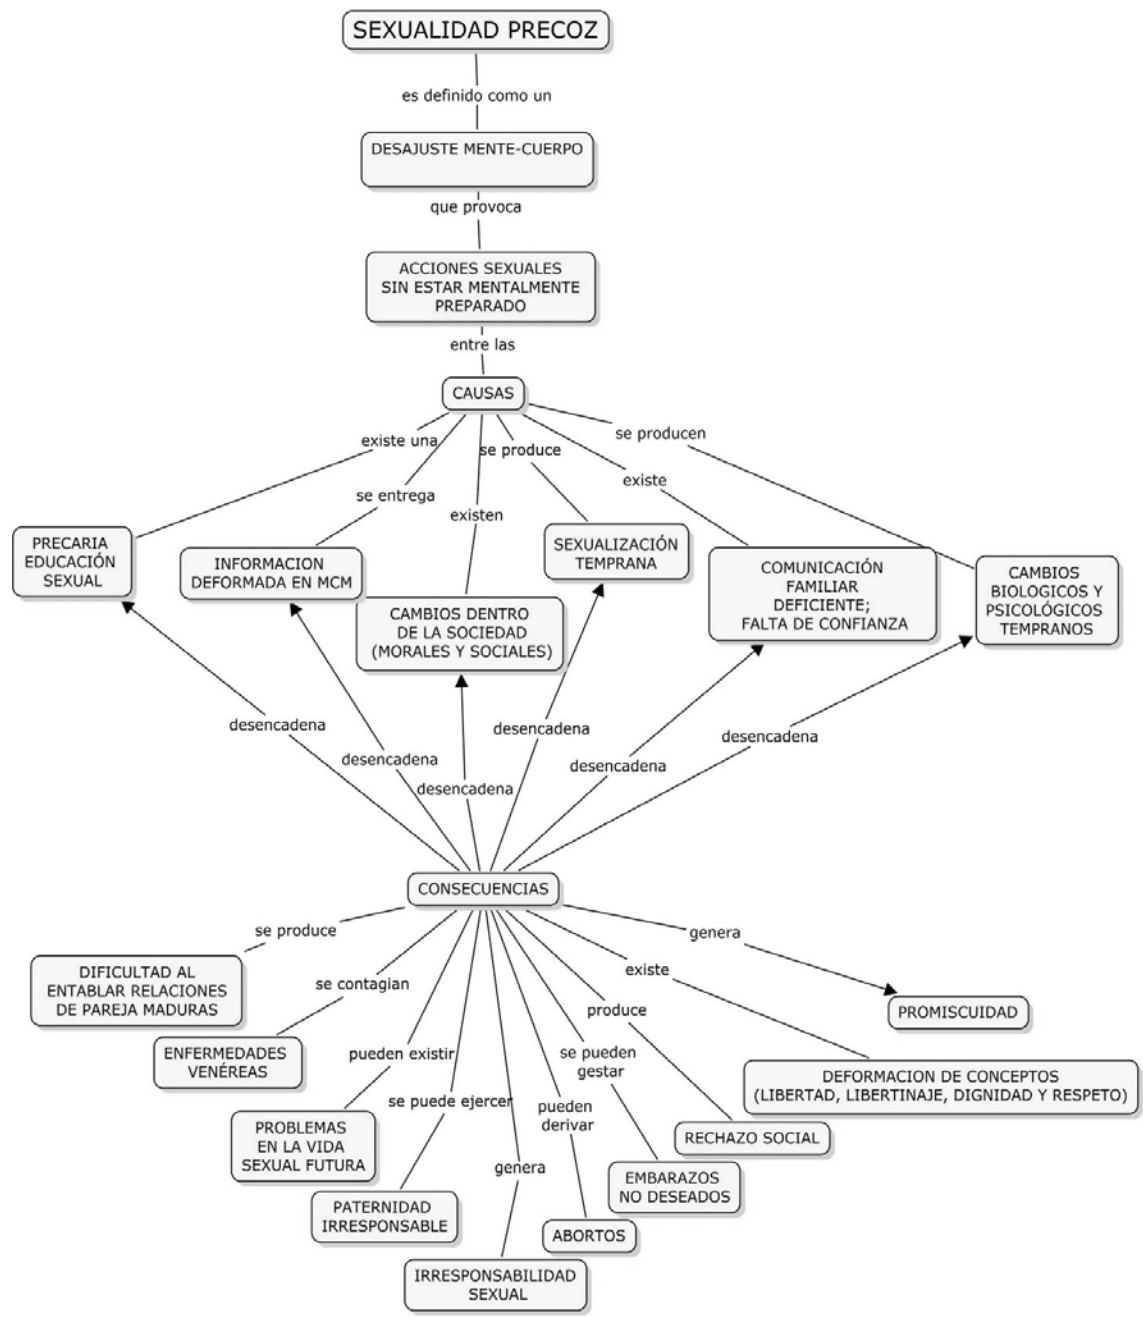 SEXUALIDAD PRECOZ
es definido como un
DESAJUSTE MENTE-CUERPO
que provoca
ACCIONES SEXUALES
SIN ESTAR MENTALMENTE
PREPARADO
entre las
CAUSAS
existe una
se entrega
existen
se produce
existe
se producen
PRECARIA
EDUCACIÓN
SEXUAL
INFORMACION
DEFORMADA EN MCM
CAMBIOS DENTRO
DE LA SOCIEDAD
(MORALES Y SOCIALES)
SEXUALIZACIÓN
TEMPRANA
COMUNICACIÓN
FAMILIAR
DEFICIENTE;
FALTA DE CONFIANZA
CAMBIOS
BIOLOGICOS Y
PSICOLÓGICOS
TEMPRANOS
desencadena
desencadena
desencadena
desencadena
desencadena
desencadena
CONSECUENCIAS
se produce
DIFICULTAD AL
ENTABLAR RELACIONES
DE PAREJA MADURAS
se contagian
ENFERMEDADES
VENÉREAS
pueden existir
PROBLEMAS
EN LA VIDA
SEXUAL FUTURA
se puede ejercer
PATERNIDAD
IRRESPONSABLE
genera
IRRESPONSABILIDAD
SEXUAL
pueden
derivar
ABORTOS
se pueden
gestar
EMBARAZOS
NO DESEADOS
produce
RECHAZO SOCIAL
existe
DEFORMACION DE CONCEPTOS
(LIBERTAD, LIBERTINAJE, DIGNIDAD Y RESPETO)
genera
PROMISCUIDAD